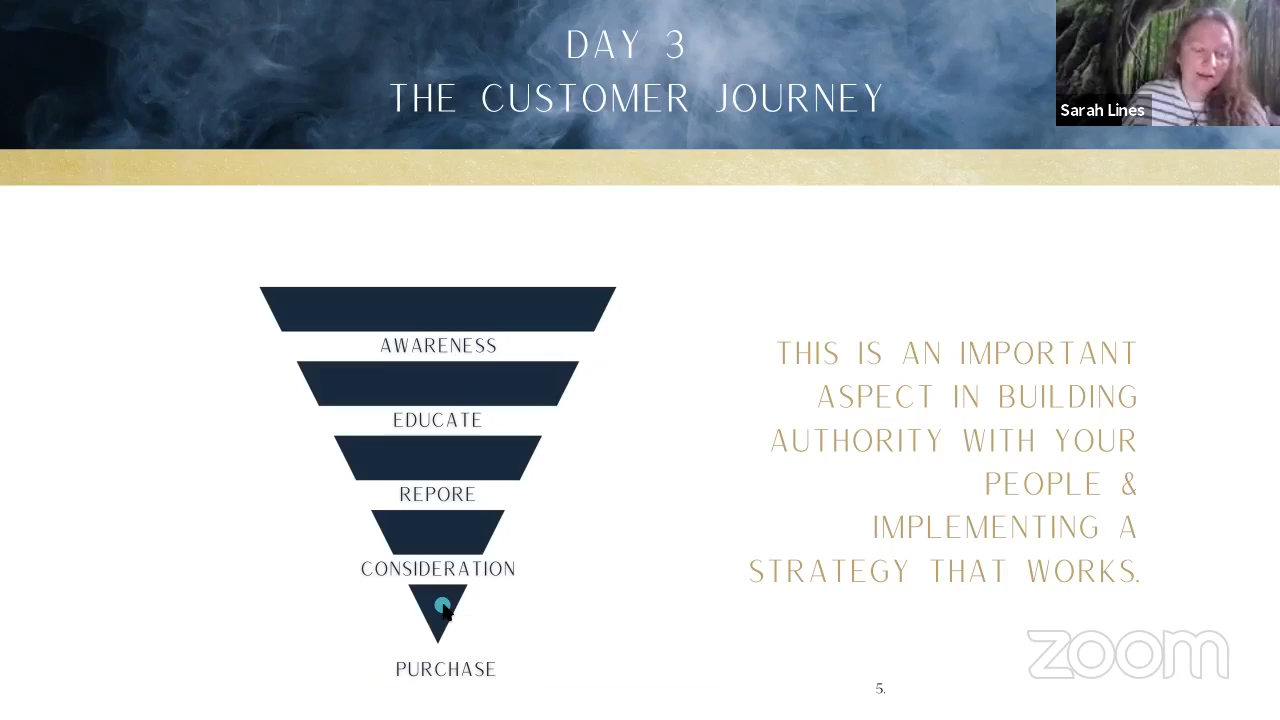 DAY 3
THE CUSTOMER JOURNEY
Sarah Lines
AWARENESS
EDUCATE
REPORE
CONSIDERATION
PURCHASE
THIS IS AN IMPORTANT
ASPECT IN BUILDING
AUTHORITY WITH YOUR
PEOPLE &
IMPLEMENTING A
STRATEGY THAT WORKS.
zoom
5.